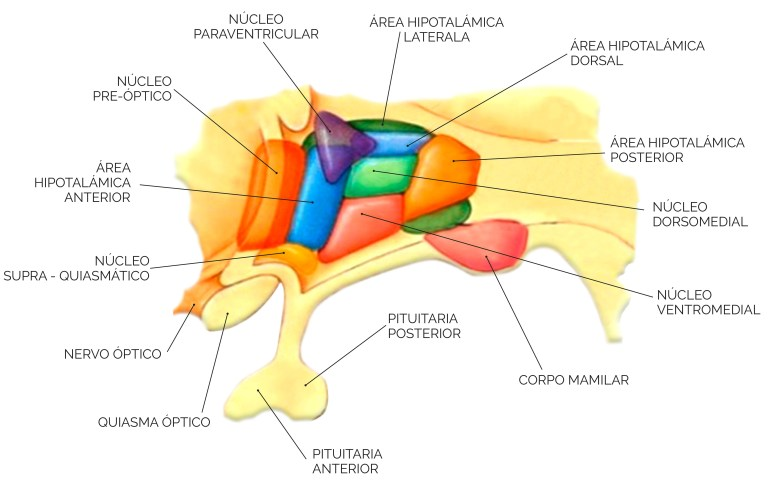 NÚCLEO
PARAVENTRICULAR
ÁREA HIPOTALÁMICA
LATERALA
ÁREA HIPOTALÁMICA
DORSAL
NÚCLEO
PRE-ÓPTICO
ÁREA HIPOTALÁMICA
POSTERIOR
ÁREA
HIPOTALÁMICA
ANTERIOR
NÚCLEO
DORSOMEDIAL
NÚCLEO
SUPRA - QUIASMÁTICO
NÚCLEO
VENTROMEDIAL
PITUITARIA
POSTERIOR
NERVO ÓPTICO
CORPO MAMILAR
QUIASMA ÓPTICO
PITUITARIA
ANTERIOR